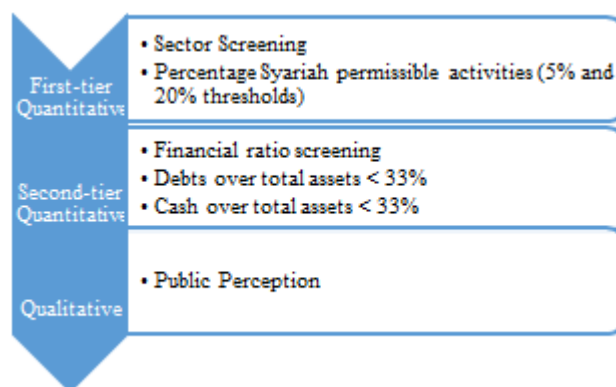 First-tier
Quantitative
• Sector Screening
• Percentage Syariah permissible activities (5% and
20% thresholds)
Second-tier
Quantitative
• Financial ratio screening
• Debts over total assets < 33%
• Cash over total assets < 33%
Qualitative
• Public Perception